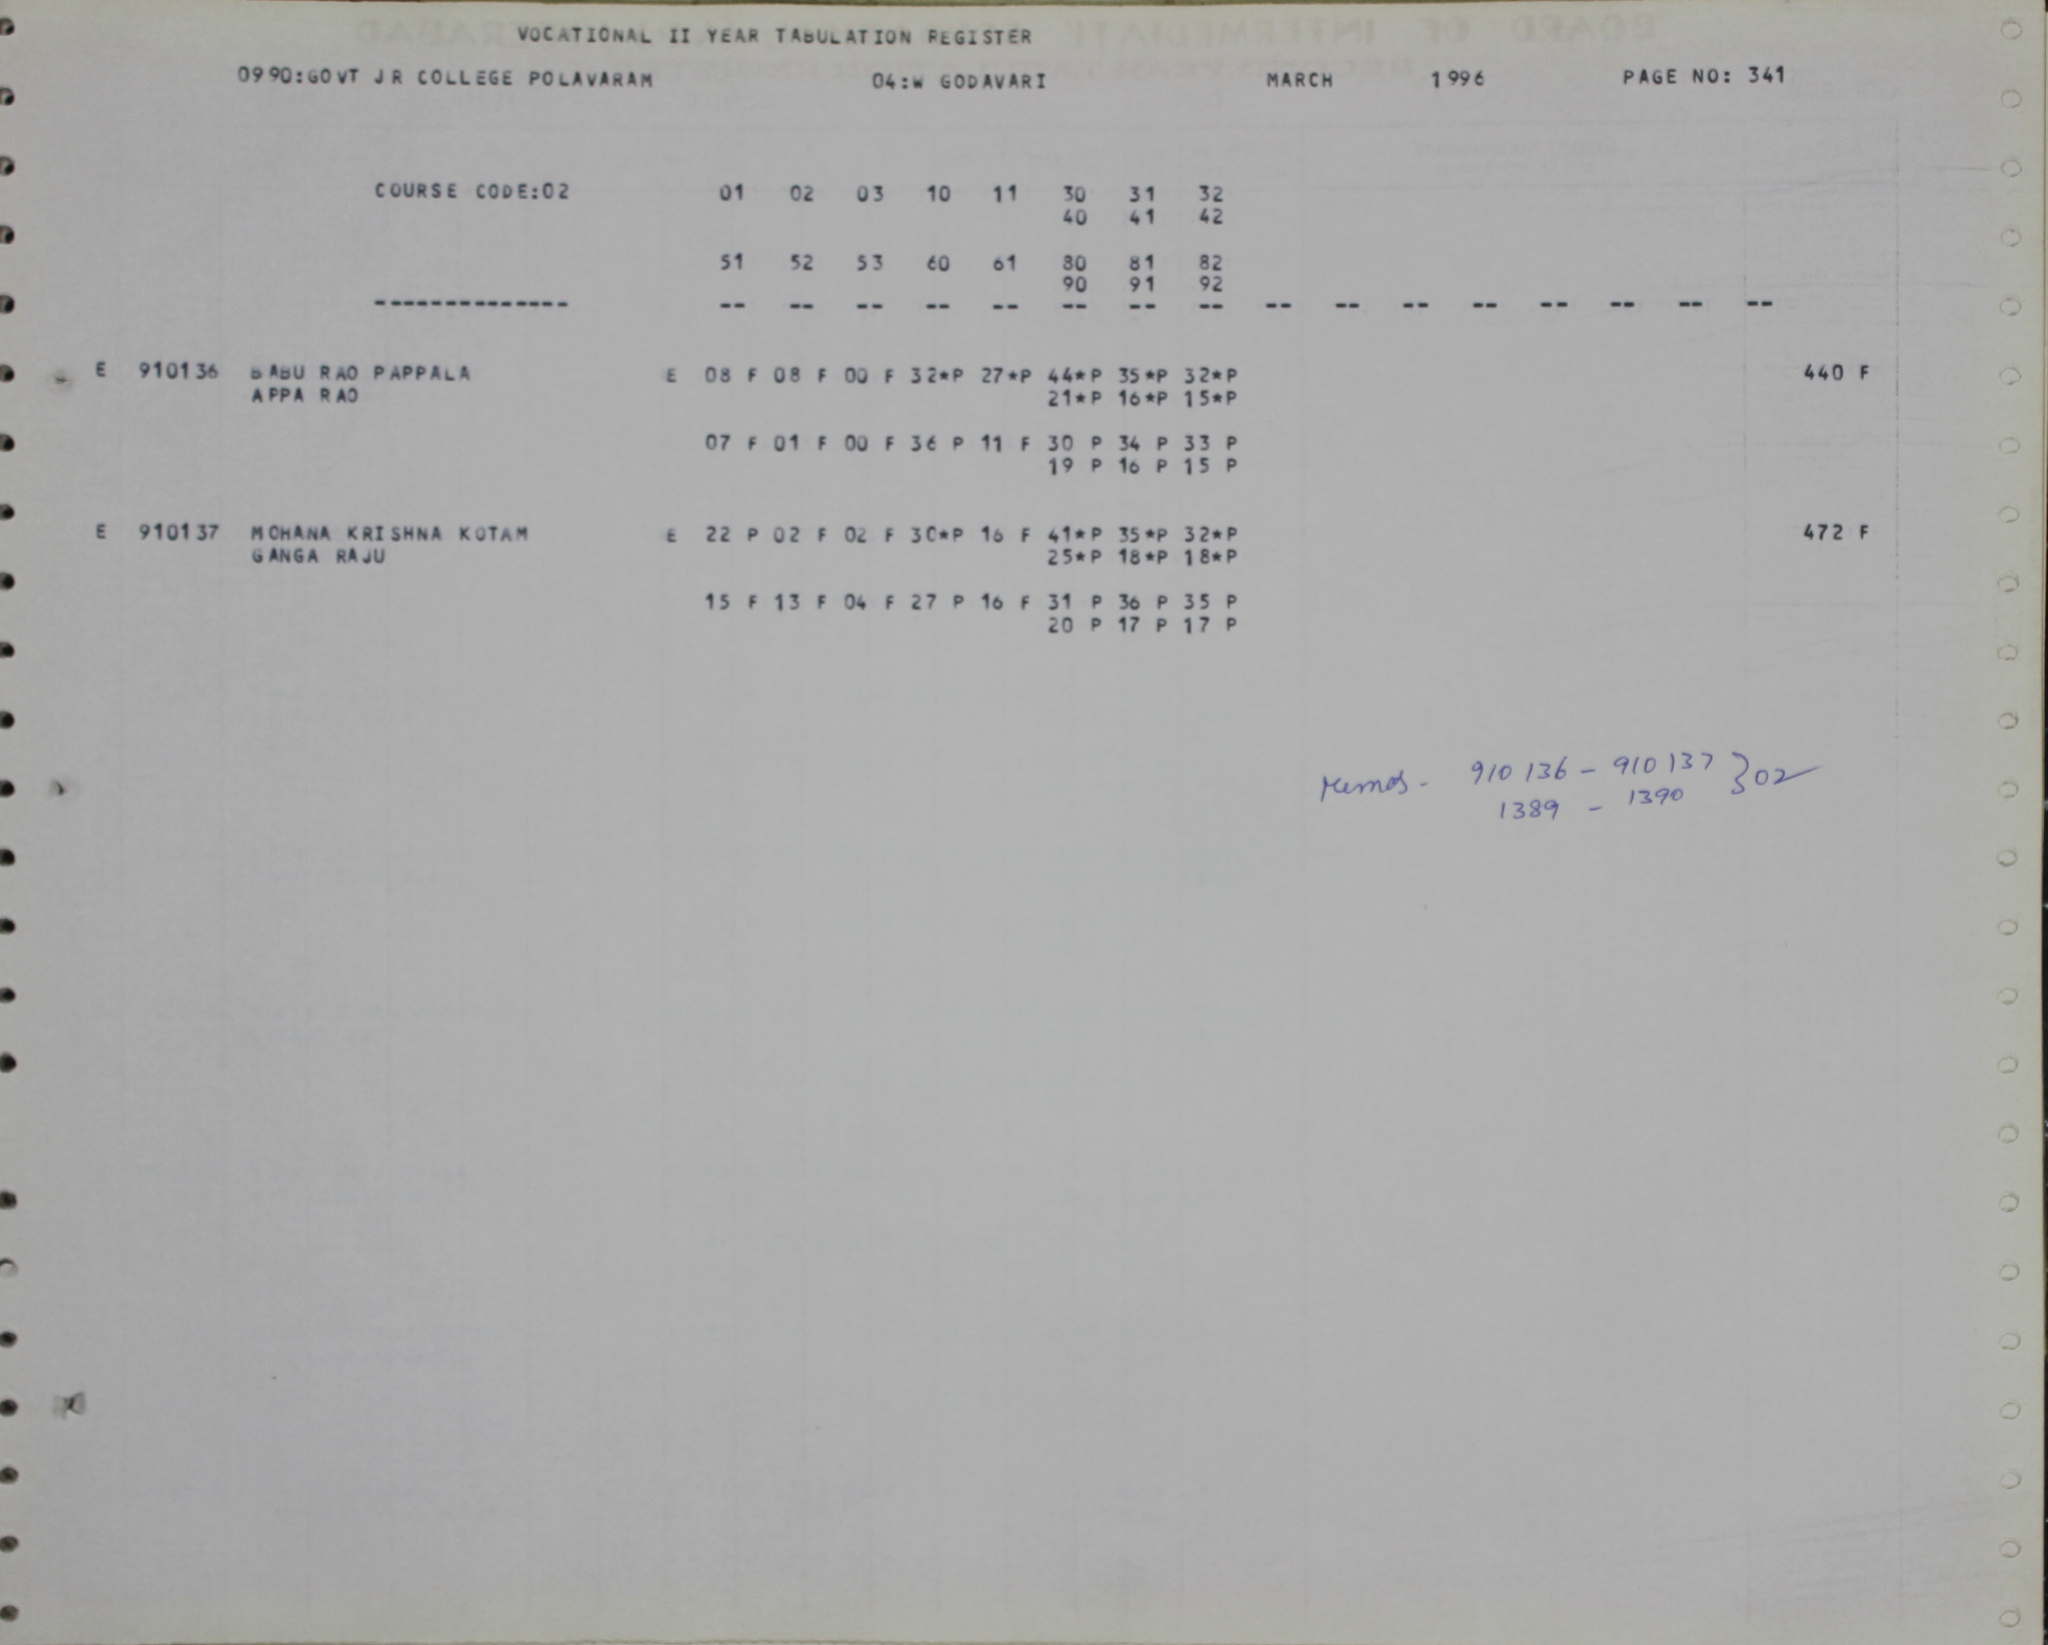 VOCATIONAL II YEAR TABULATION REGISTER
0990:GOVT JR COLLEGE POLAVARAM 04:W GODAVARI MARCH 1996 PAGE NO: 341
COURSE CODE:02 01 02 03 10 11 30 31 32
40 41 42
51 52 53 60 61 80 81 82
90 91 92
-------------- -- -- -- -- -- -- -- -- -- -- -- -- -- -- -- --
E 910136 BABU RAO PAPPALA E 08 F 08 F 00 F 32*P 27*P 44*P 35*P 32*P 440 F
APPA RAO 21*P 16*P 15*P
07 F 01 F 00 F 36 P 11 F 30 P 34 P 33 P
19 P 16 P 15 P
E 910137 MOHANA KRISHNA KOTAM E 22 P 02 F 02 F 30*P 16 F 41*P 35*P 32*P 472 F
GANGA RAJU 25*P 18*P 18*P
15 F 13 F 04 F 27 P 16 F 31 P 36 P 35 P
20 P 17 P 17 P
Memos - 910136 - 910137 } 02
1389 - 1390